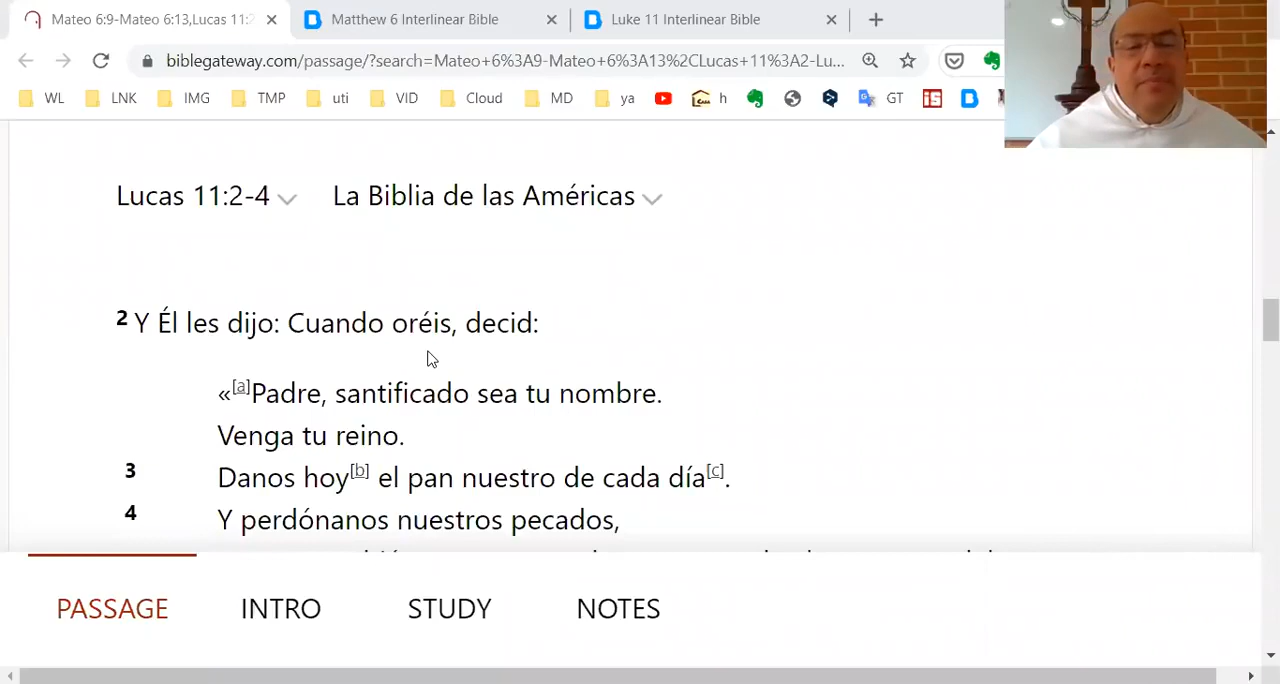 Mateo 6:9-Mateo 6:13,Lucas 11:2 Matthew 6 Interlinear Bible Luke 11 Interlinear Bible
biblegateway.com/passage/?search=Mateo+6%3A9-Mateo+6%3A13%2CLucas+11%3A2-Lu...
WL LNK IMG TMP uti VID Cloud MD ya h GT
Lucas 11:2-4 La Biblia de las Américas
2 Y Él les dijo: Cuando oréis, decid:
«[a]Padre, santificado sea tu nombre.
Venga tu reino.
3 Danos hoy[b] el pan nuestro de cada día[c].
4 Y perdónanos nuestros pecados,
PASSAGE INTRO STUDY NOTES